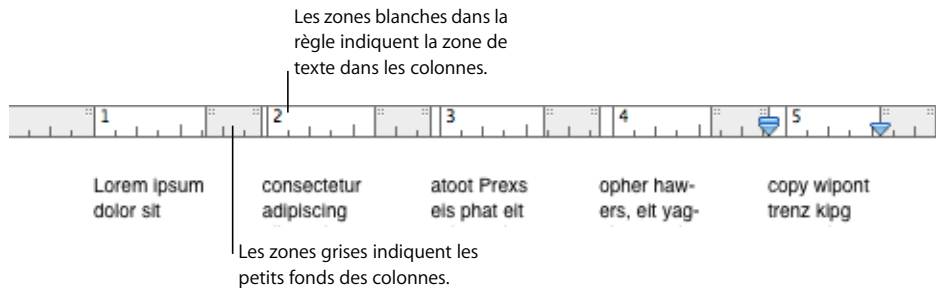 Les zones blanches dans la
règle indiquent la zone de
texte dans les colonnes.
1 2 3 4 5
Lorem ipsum consectetur atoot Prexs opher haw- copy wipont
dolor sit adipiscing eis phat eit ers, eit yag- trenz kipg
Les zones grises indiquent les
petits fonds des colonnes.